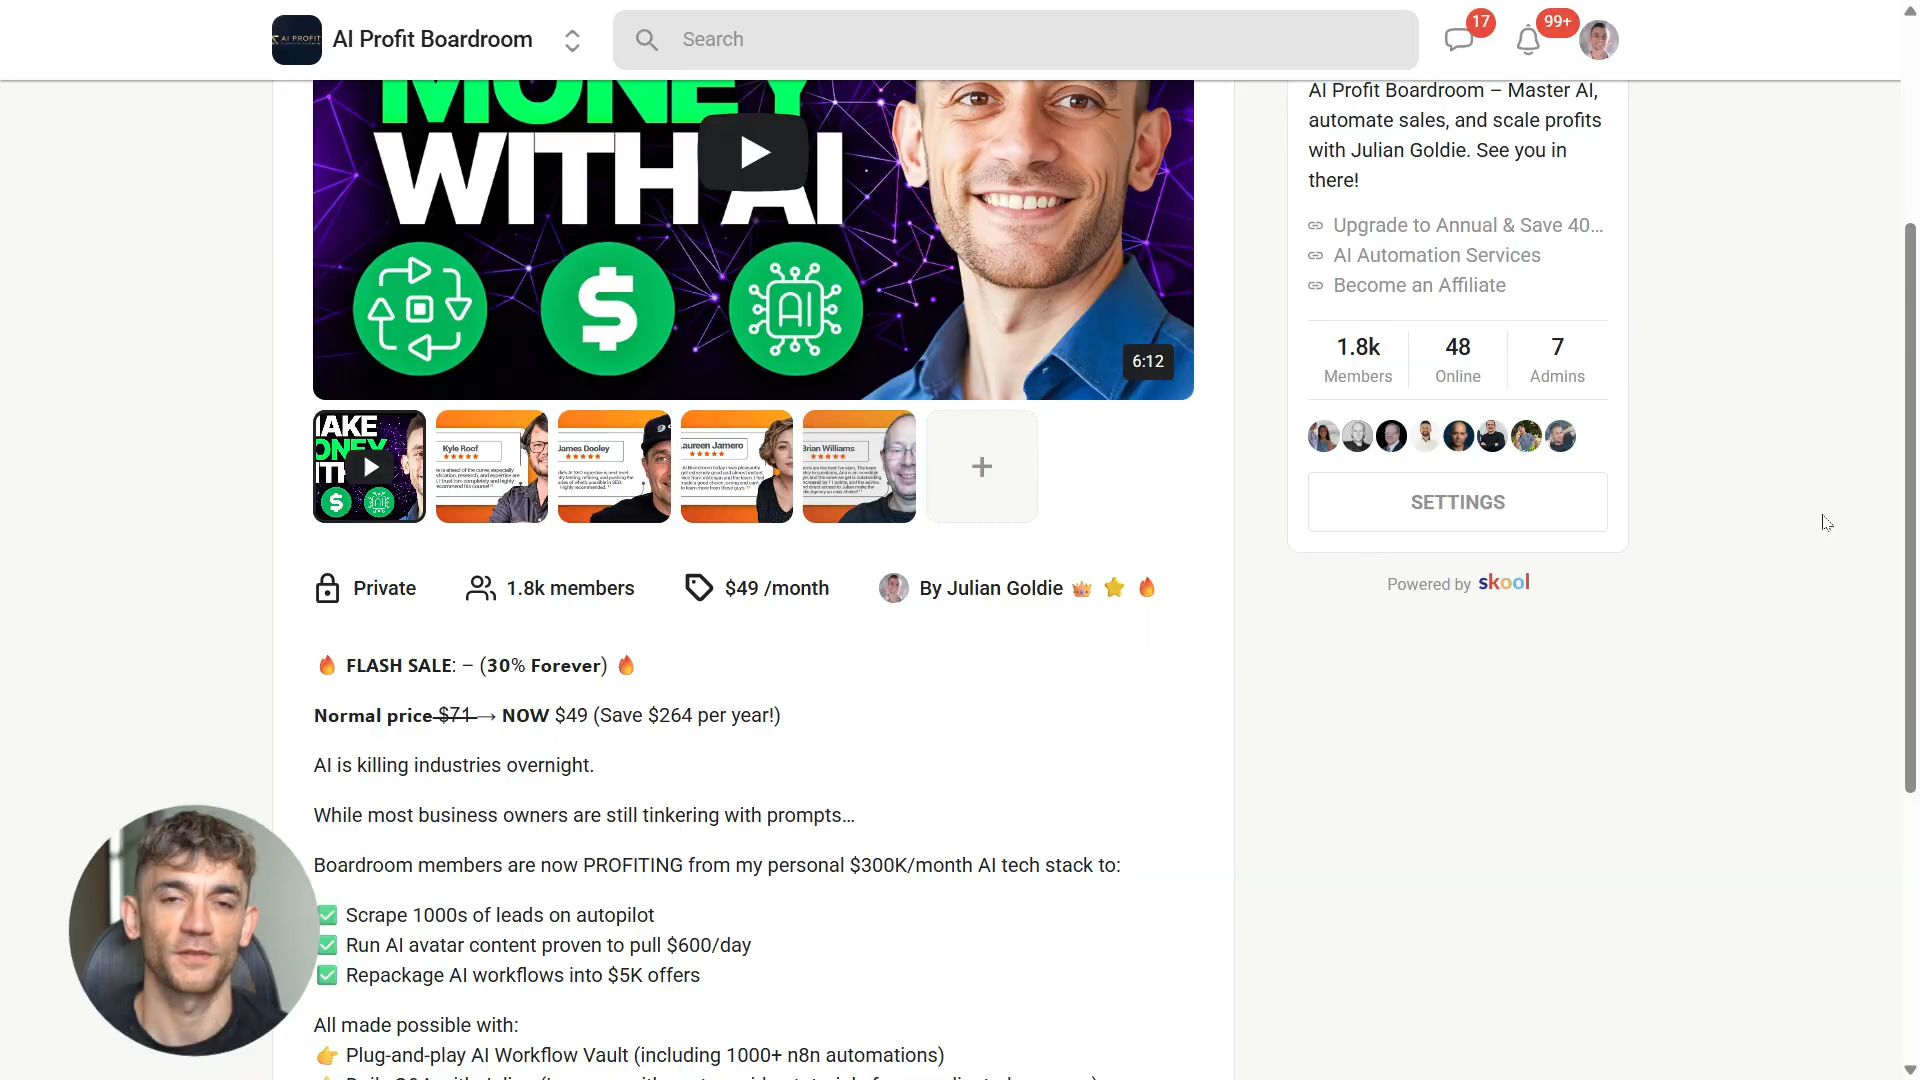 AI PROFIT
AI Profit Boardroom
Search
17
99+
MONEY
WITH AI
AI
6:12
AI Profit Boardroom – Master AI,
automate sales, and scale profits
with Julian Goldie. See you in
there!
Upgrade to Annual & Save 40...
AI Automation Services
Become an Affiliate
1.8k
Members
48
Online
7
Admins
SETTINGS
Powered by skool
MAKE
MONEY
WITH
Kyle Roof
James Dooley
Laureen Jamero
Brian Williams
+
Private
1.8k members
$49 /month
By Julian Goldie 👑 ⭐ 🔥
🔥 FLASH SALE: – (30% Forever) 🔥
Normal price $71 → NOW $49 (Save $264 per year!)
AI is killing industries overnight.
While most business owners are still tinkering with prompts…
Boardroom members are now PROFITING from my personal $300K/month AI tech stack to:
✅ Scrape 1000s of leads on autopilot
✅ Run AI avatar content proven to pull $600/day
✅ Repackage AI workflows into $5K offers
All made possible with:
👉 Plug-and-play AI Workflow Vault (including 1000+ n8n automations)